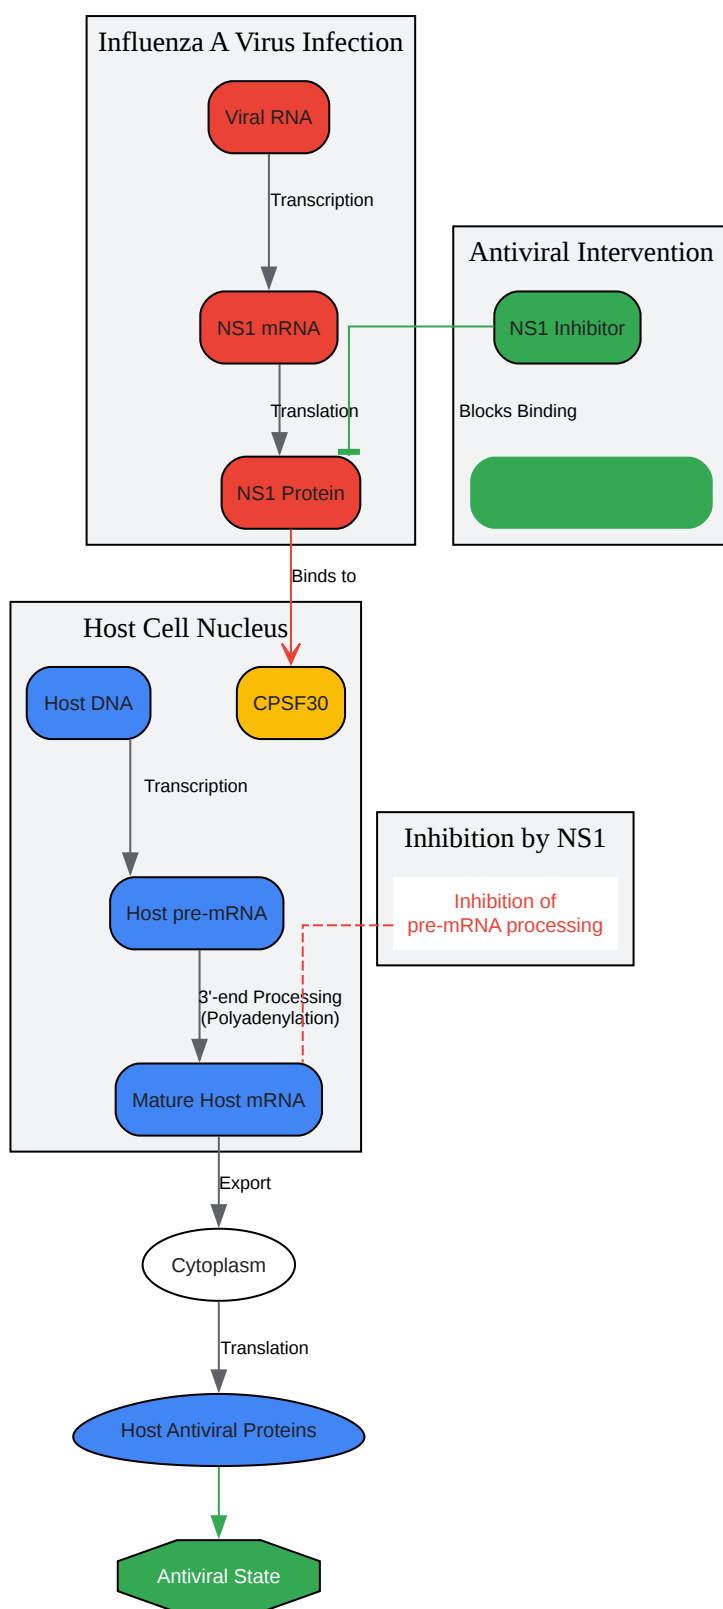 Influenza A Virus Infection
Viral RNA
Transcription
Antiviral Intervention
NS1 mRNA
NS1 Inhibitor
Translation
Blocks Binding
NS1 Protein
Binds to
Host Cell Nucleus
Host DNA
CPSF30
Transcription
Inhibition by NS1
Host pre-mRNA
Inhibition of
pre-mRNA processing
3'-end Processing
(Polyadenylation)
Mature Host mRNA
Export
Cytoplasm
Translation
Host Antiviral Proteins
Antiviral State